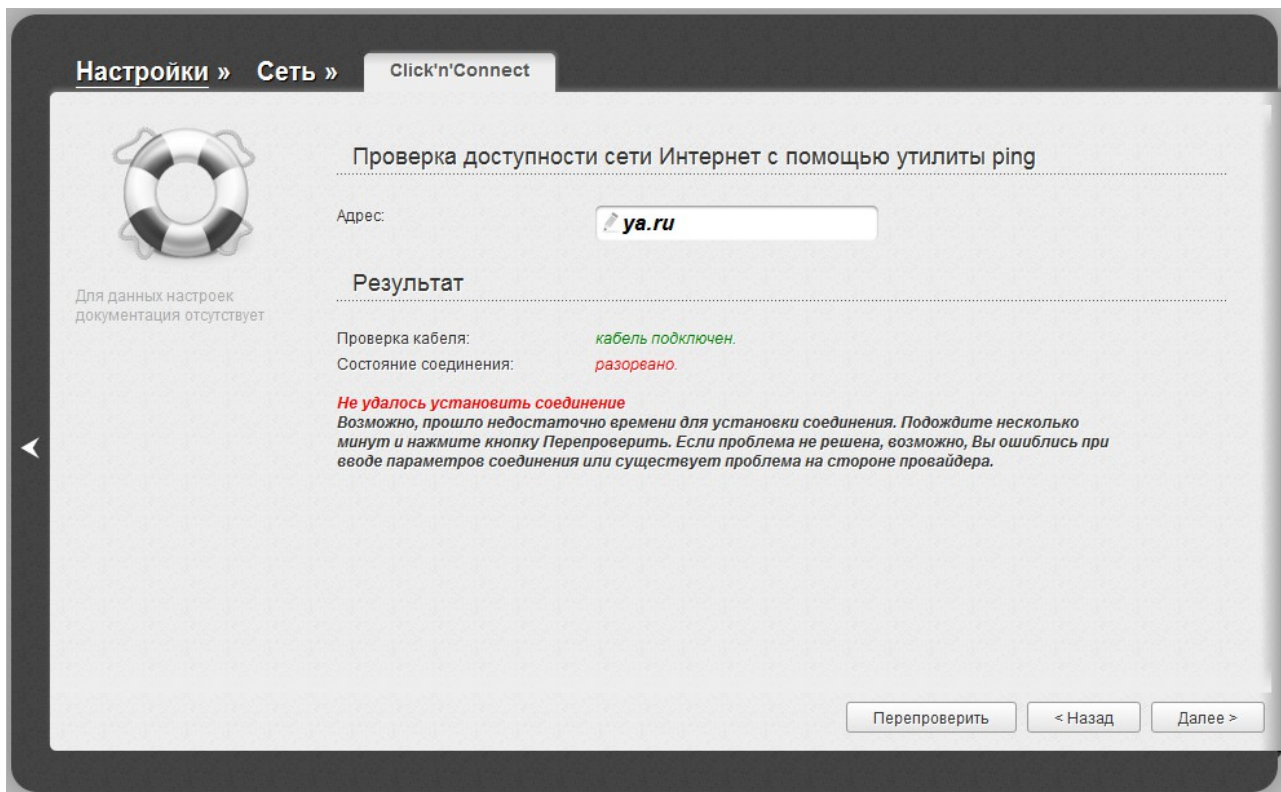 Настройки » Сеть » Click'n'Connect
Проверка доступности сети Интернет с помощью утилиты ping
Адрес:
ya.ru
Для данных настроек
документация отсутствует
Результат
Проверка кабеля: кабель подключен.
Состояние соединения: разорвано.
Не удалось установить соединение
Возможно, прошло недостаточно времени для установки соединения. Подождите несколько
минут и нажмите кнопку Перепроверить. Если проблема не решена, возможно, Вы ошиблись при
вводе параметров соединения или существует проблема на стороне провайдера.
Перепроверить < Назад Далее >